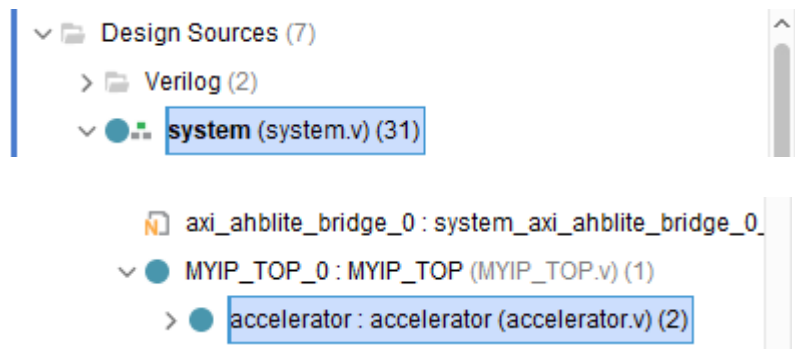 Design Sources (7)
Verilog (2)
system (system.v) (31)
axi_ahblite_bridge_0 : system_axi_ahblite_bridge_0_
MYIP_TOP_0 : MYIP_TOP (MYIP_TOP.v) (1)
accelerator : accelerator (accelerator.v) (2)